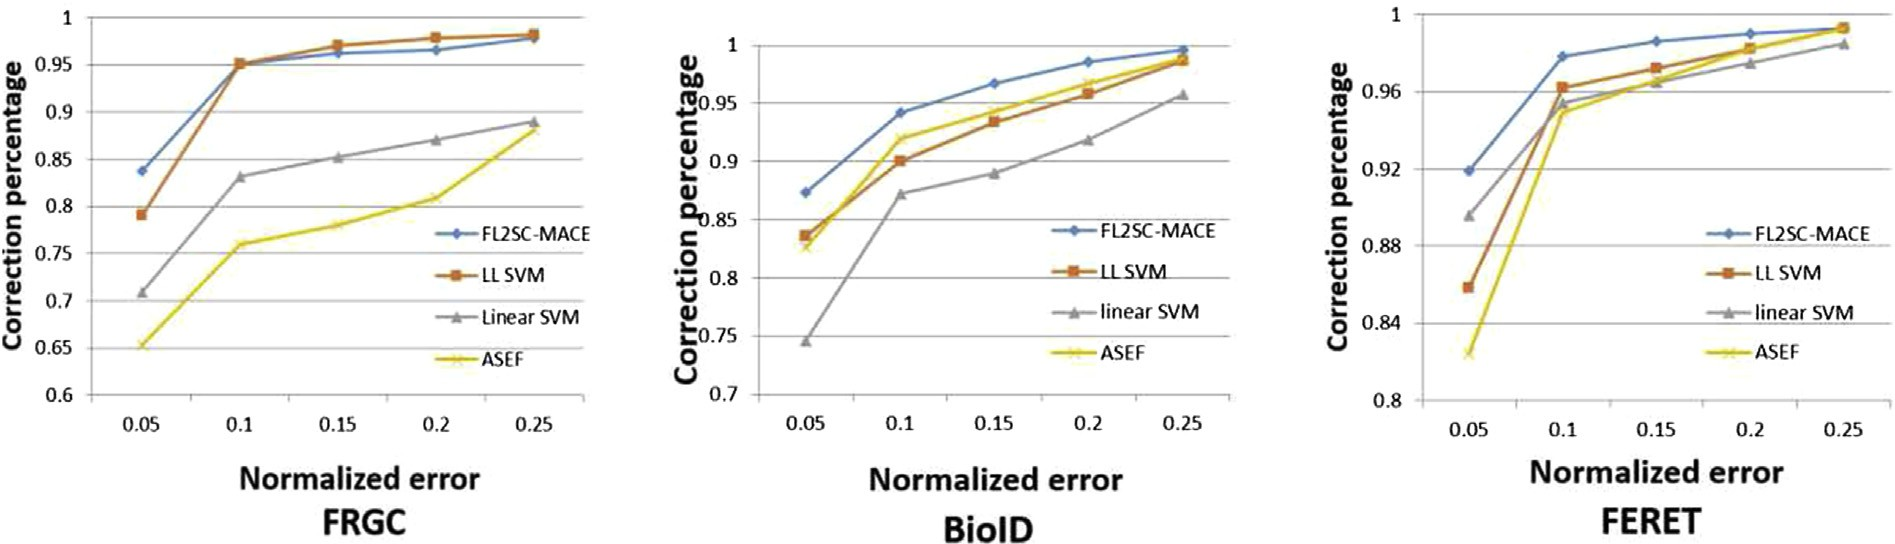 Correction percentage
1
0.95
0.9
0.85
0.8
0.75
0.7
0.65
0.6
0.05 0.1 0.15 0.2 0.25
FL2SC-MACE
LL SVM
Linear SVM
ASEF
Normalized error
FRGC
Correction percentage
1
0.95
0.9
0.85
0.8
0.75
0.7
0.05 0.1 0.15 0.2 0.25
FL2SC-MACE
LL SVM
linear SVM
ASEF
Normalized error
BioID
Correction percentage
1
0.96
0.92
0.88
0.84
0.8
0.05 0.1 0.15 0.2 0.25
FL2SC-MACE
LL SVM
linear SVM
ASEF
Normalized error
FERET